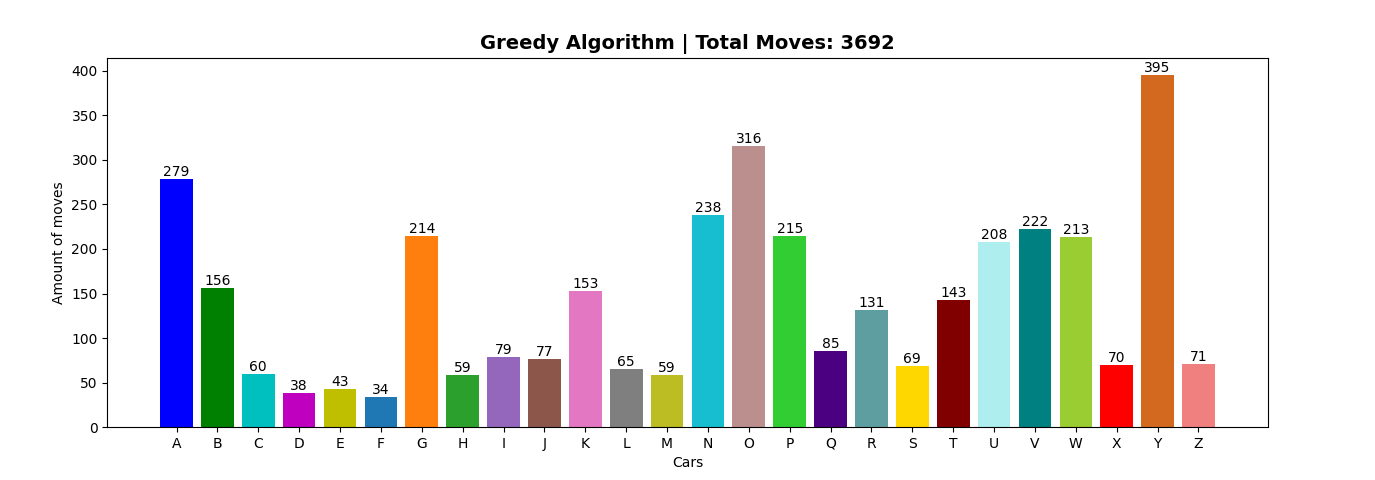 Greedy Algorithm | Total Moves: 3692
Amount of moves
400
350
300
250
200
150
100
50
0
279 156 60 38 43 34 214 59 79 77 153 65 59 238 316 215 85 131 69 143 208 222 213 70 395 71
A B C D E F G H I J K L M N O P Q R S T U V W X Y Z
Cars